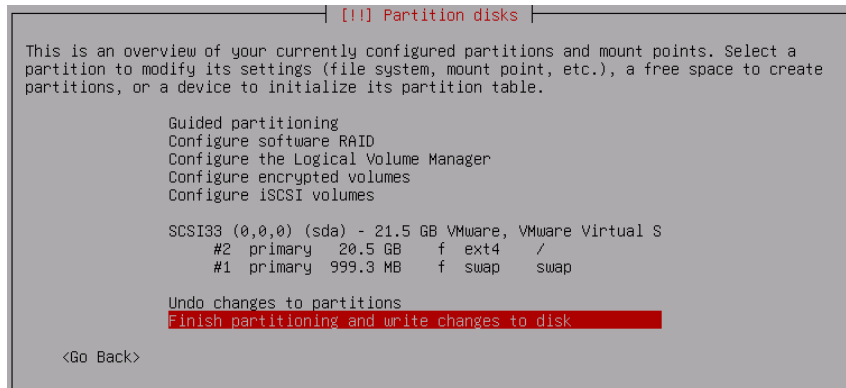 [!!] Partition disks
This is an overview of your currently configured partitions and mount points. Select a
partition to modify its settings (file system, mount point, etc.), a free space to create
partitions, or a device to initialize its partition table.
Guided partitioning
Configure software RAID
Configure the Logical Volume Manager
Configure encrypted volumes
Configure iSCSI volumes
SCSI33 (0,0,0) (sda) - 21.5 GB VMware, VMware Virtual S
#2 primary 20.5 GB f ext4 /
#1 primary 999.3 MB f swap swap
Undo changes to partitions
Finish partitioning and write changes to disk
<Go Back>